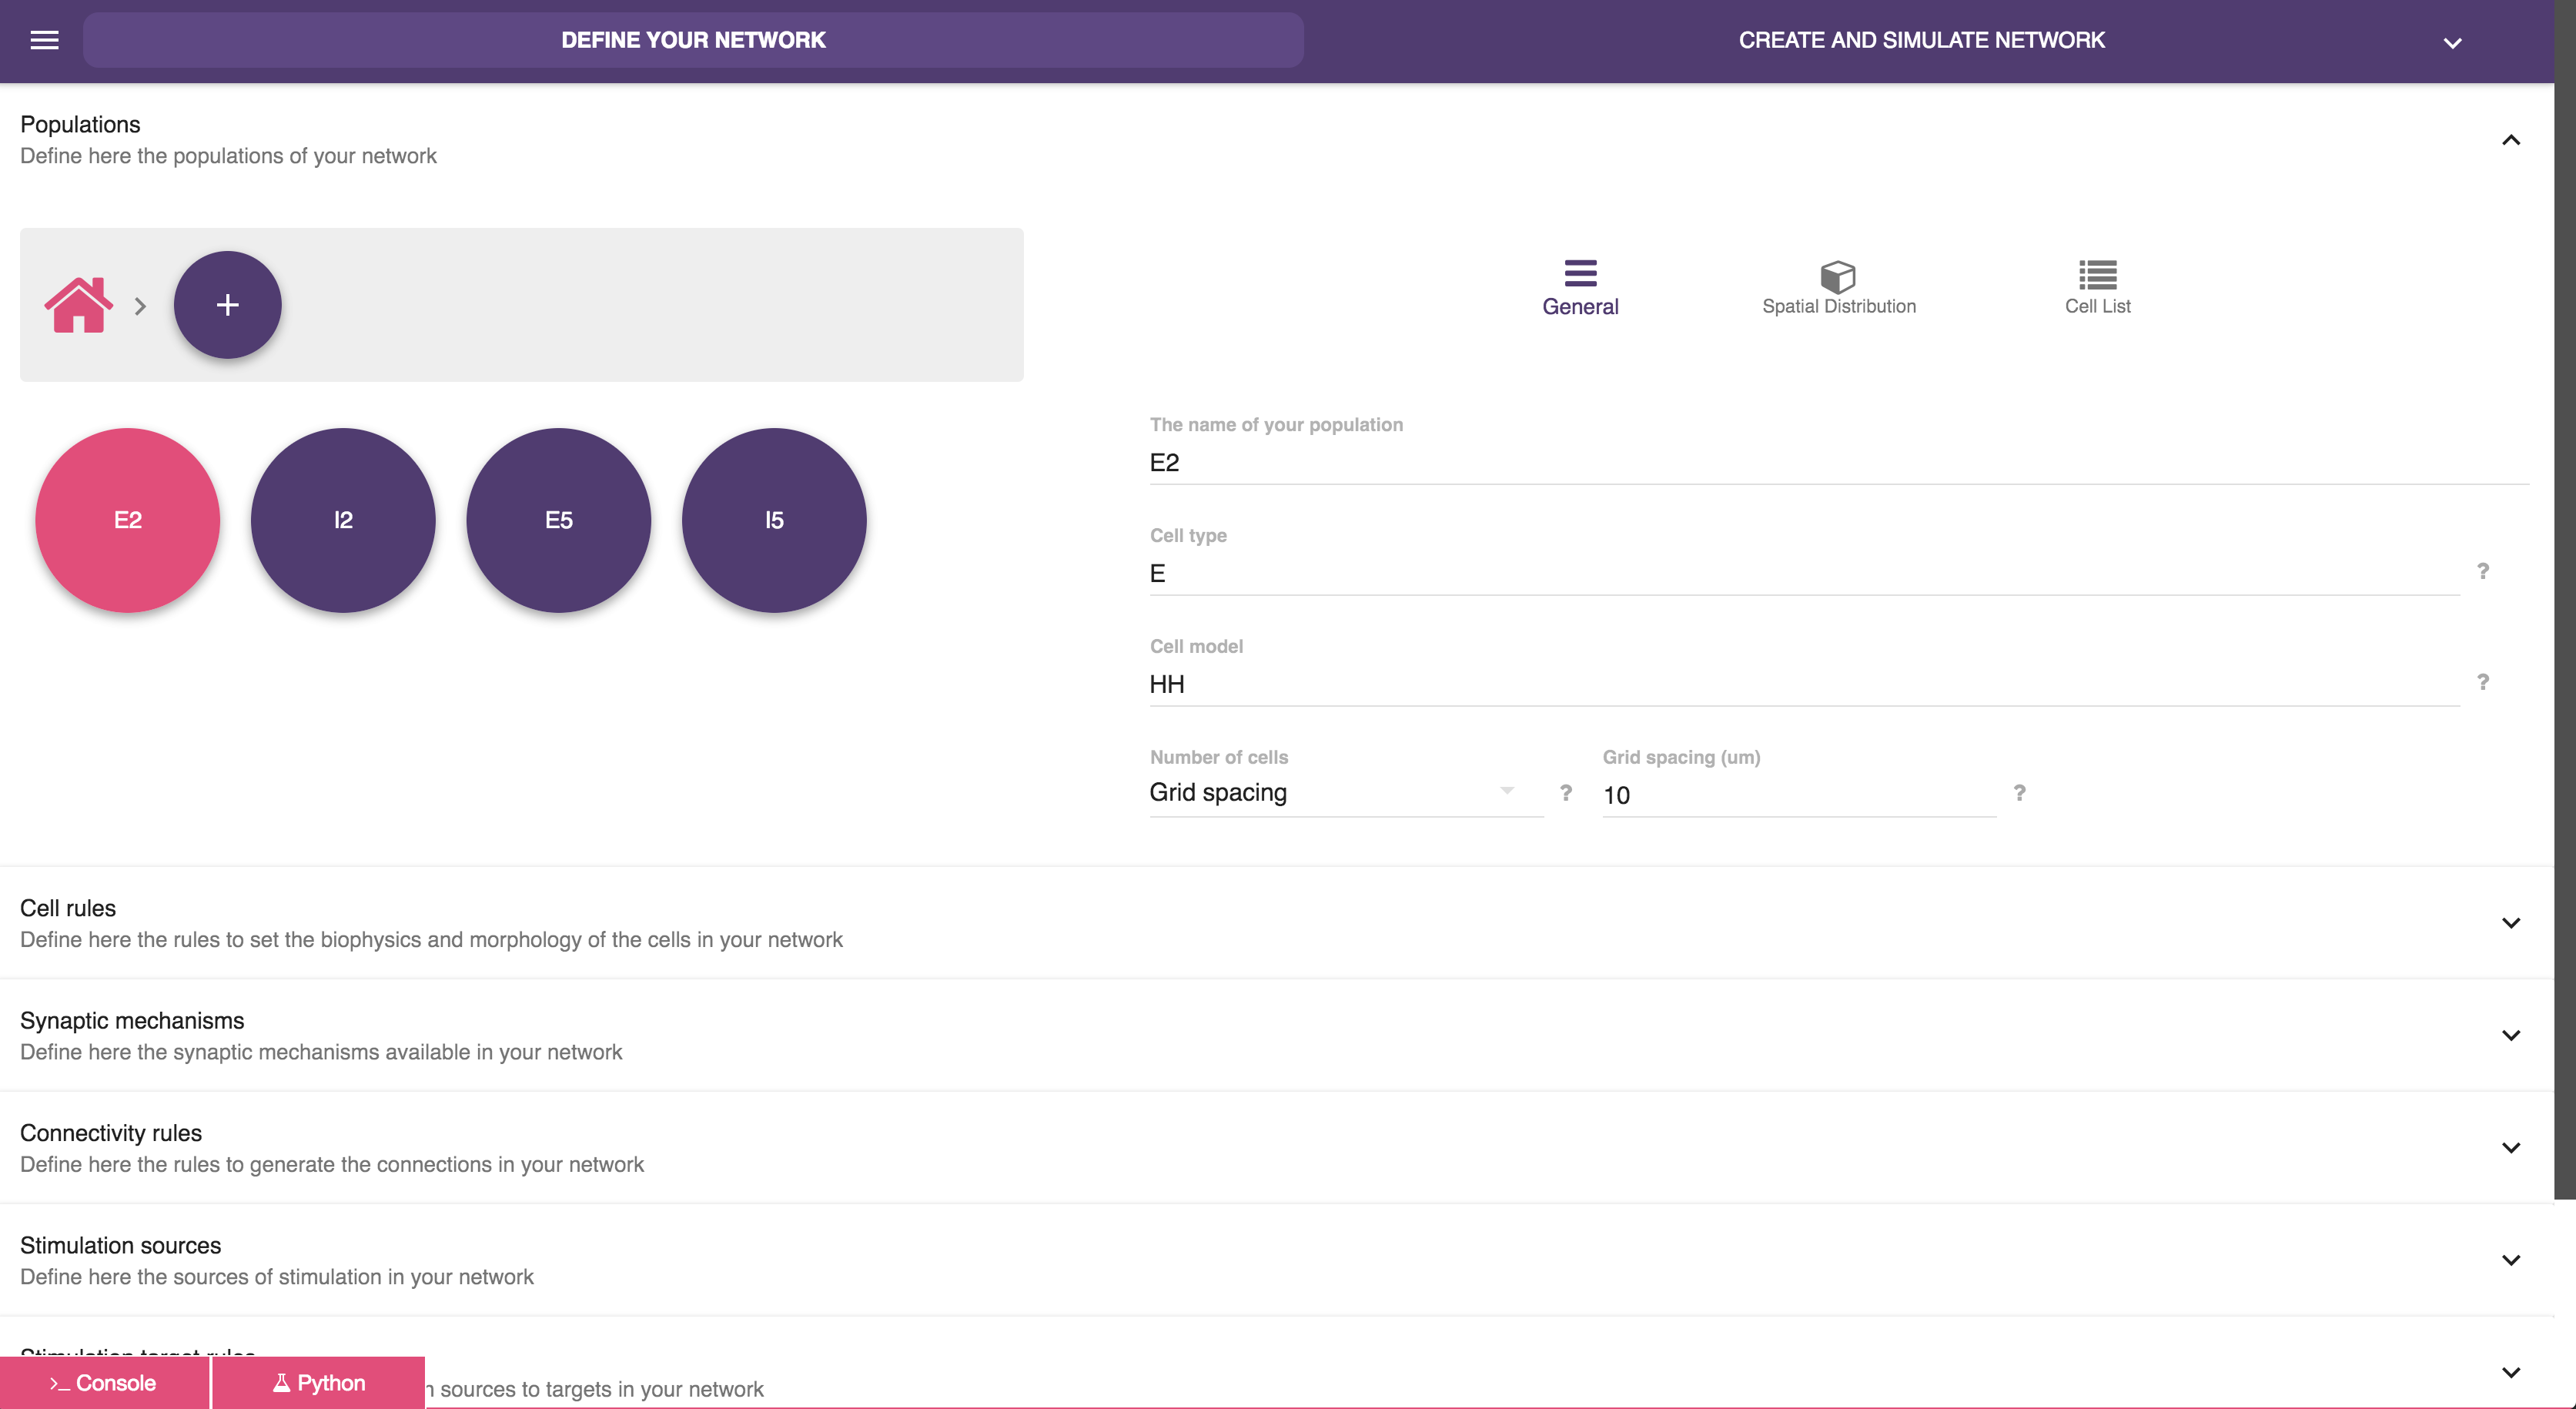 DEFINE YOUR NETWORK
CREATE AND SIMULATE NETWORK
Populations
Define here the populations of your network
+
General
Spatial Distribution
Cell List
E2
I2
E5
I5
The name of your population
E2
Cell type
E
?
Cell model
HH
?
Number of cells
Grid spacing
?
Grid spacing (um)
10
?
Cell rules
Define here the rules to set the biophysics and morphology of the cells in your network
Synaptic mechanisms
Define here the synaptic mechanisms available in your network
Connectivity rules
Define here the rules to generate the connections in your network
Stimulation sources
Define here the sources of stimulation in your network
Stimulation target rules
sources to targets in your network
>_ Console
Python